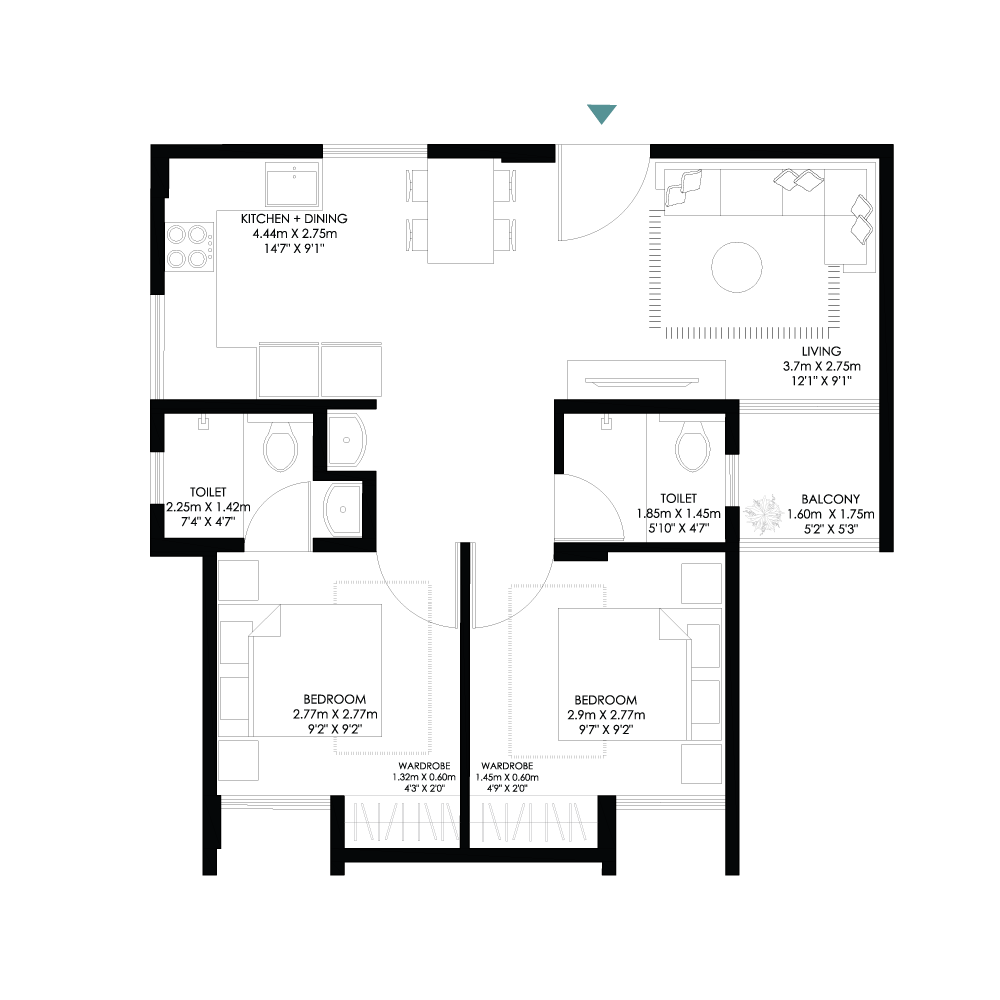 KITCHEN + DINING
4.44m X 2.75m
14'7" X 9'1"
LIVING
3.7m X 2.75m
12'1" X 9'1"
TOILET
2.25m X 1.42m
7'4" X 4'7"
TOILET
1.85m X 1.45m
5'10" X 4'7"
BALCONY
1.60m X 1.75m
5'2" X 5'3"
BEDROOM
2.77m X 2.77m
9'2" X 9'2"
BEDROOM
2.9m X 2.77m
9'7" X 9'2"
WARDROBE
1.32m X 0.60m
4'3" X 2'0"
WARDROBE
1.45m X 0.60m
4'9" X 2'0"